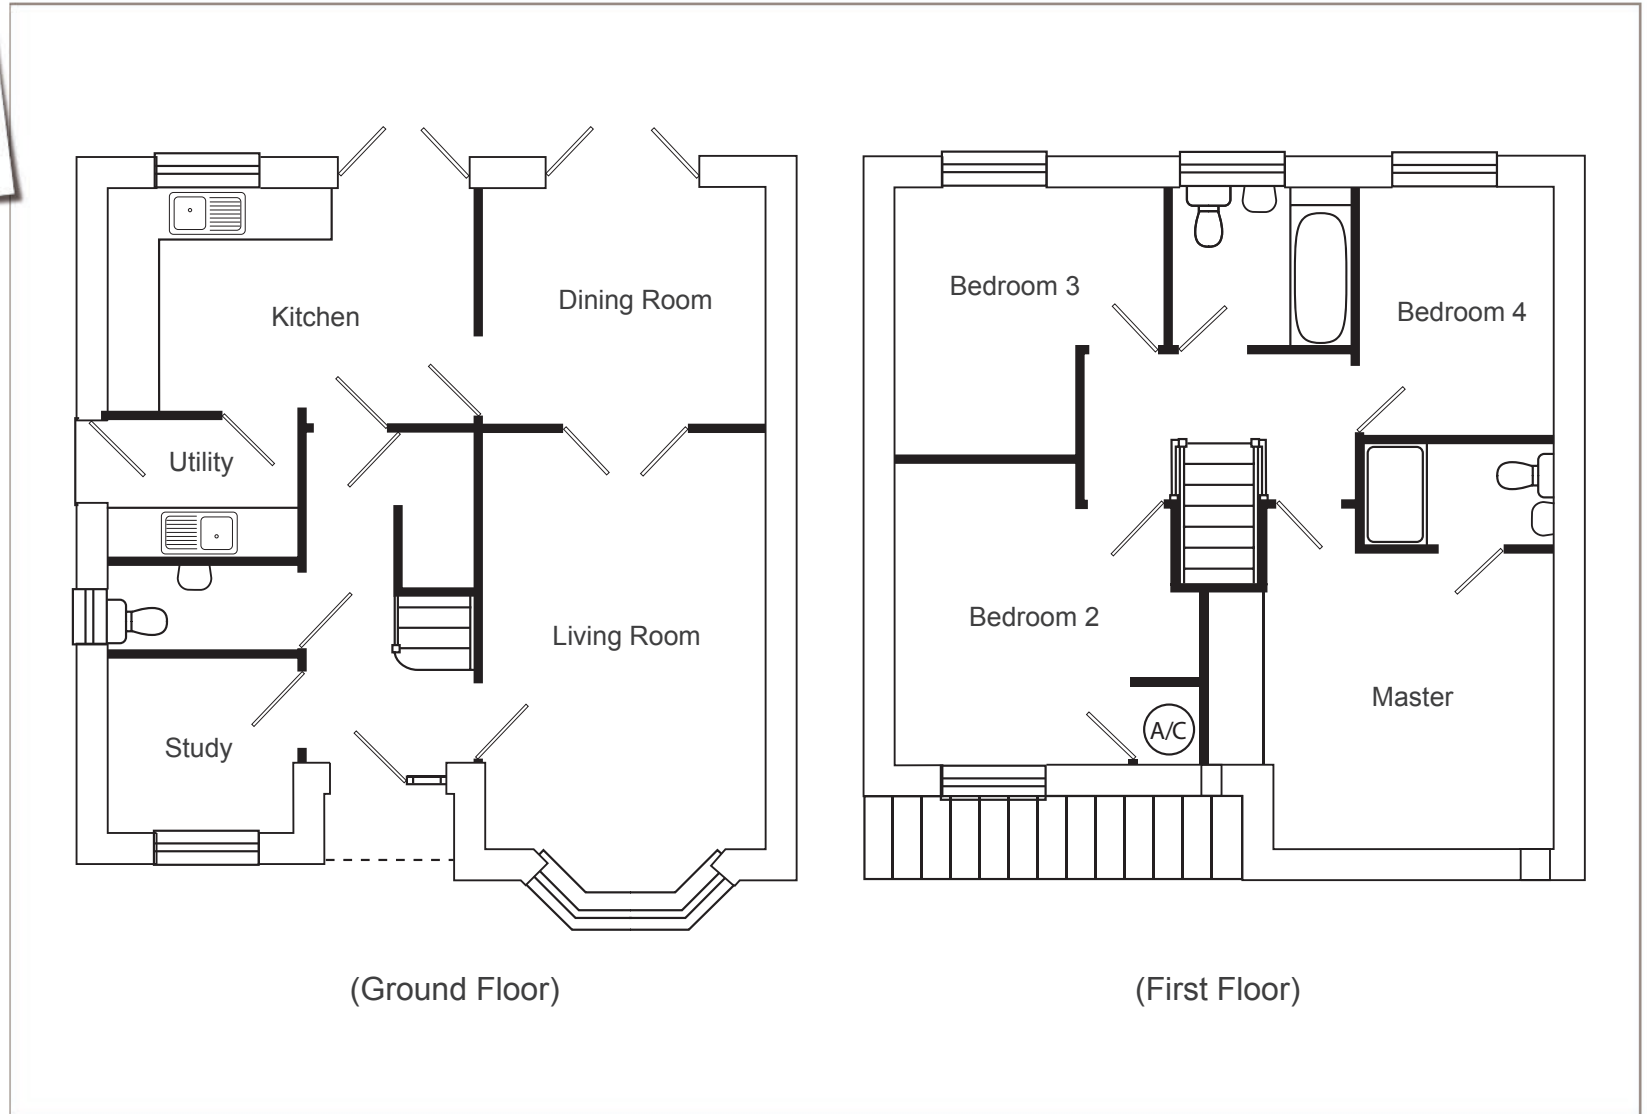 Kitchen
Dining Room
Utility
Living Room
Study
(Ground Floor)
Bedroom 3
Bedroom 4
Bedroom 2
Master
A/C
(First Floor)